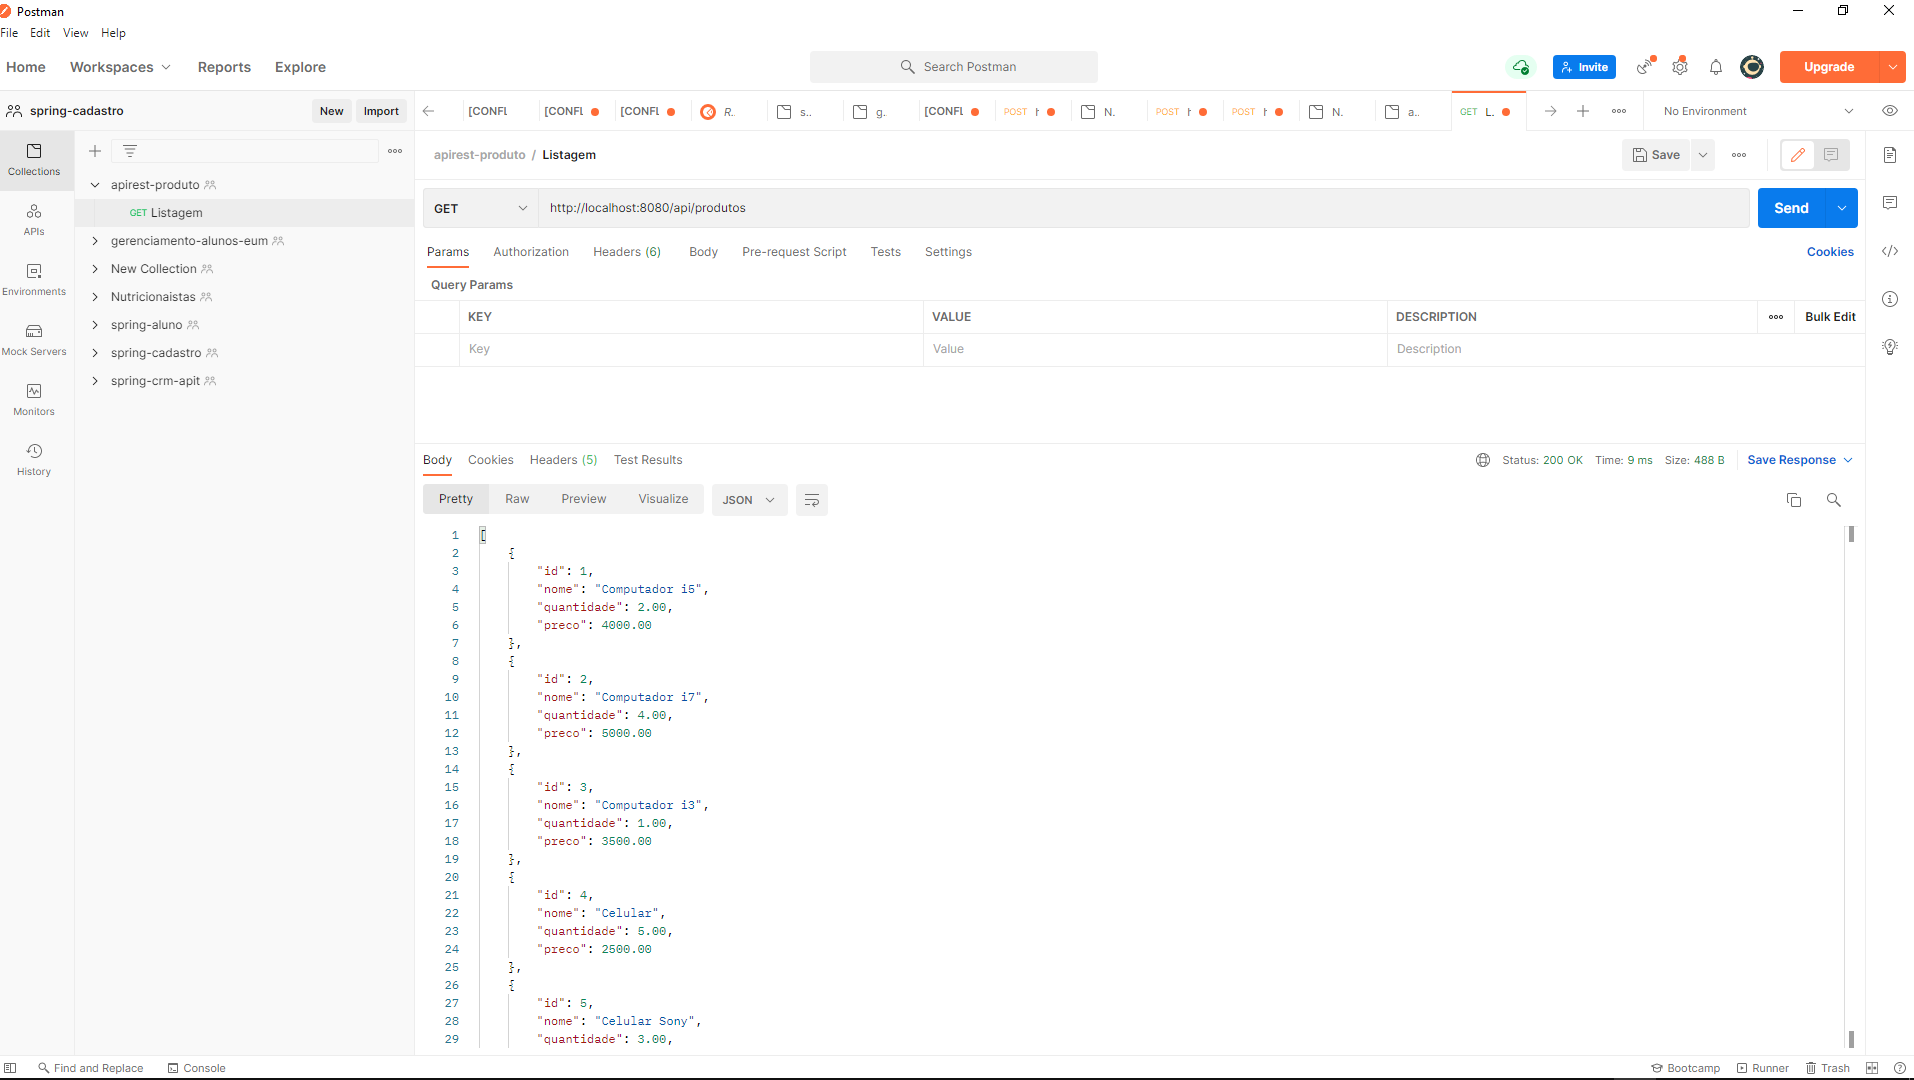 Postman
File Edit View Help
Home Workspaces Reports Explore
Search Postman
Invite
Upgrade
spring-cadastro
New Import
[CONFL [CONFL [CONFL R. s.. g. [CONFL POST POST POST N. N. a.. GET L.
No Environment
Collections
APIs
Environments
Mock Servers
Monitors
History
apirest-produto
GET Listagem
gerenciamento-alunos-eum
New Collection
Nutricionaistas
spring-aluno
spring-cadastro
spring-crm-apit
apirest-produto / Listagem
Save
GET http://localhost:8080/api/produtos
Send
Params Authorization Headers (6) Body Pre-request Script Tests Settings
Cookies
Query Params
KEY VALUE DESCRIPTION Bulk Edit
Key Value Description
Body Cookies Headers (5) Test Results
Status: 200 OK Time: 9 ms Size: 488 B Save Response
Pretty Raw Preview Visualize JSON
1 [
2 {
3 "id": 1,
4 "nome": "Computador i5",
5 "quantidade": 2.00,
6 "preco": 4000.00
7 },
8 {
9 "id": 2,
10 "nome": "Computador i7",
11 "quantidade": 4.00,
12 "preco": 5000.00
13 },
14 {
15 "id": 3,
16 "nome": "Computador i3",
17 "quantidade": 1.00,
18 "preco": 3500.00
19 },
20 {
21 "id": 4,
22 "nome": "Celular",
23 "quantidade": 5.00,
24 "preco": 2500.00
25 },
26 {
27 "id": 5,
28 "nome": "Celular Sony",
29 "quantidade": 3.00,
Find and Replace Console
Bootcamp Runner Trash